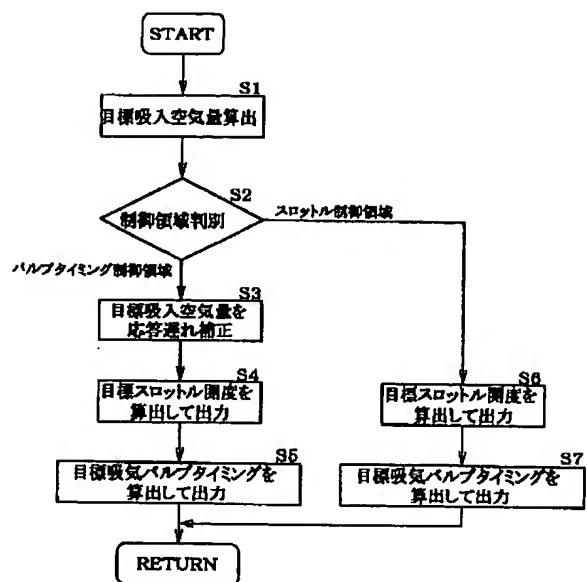 START
S1
目標吸入空気量算出
S2
制御領域判別
スロットル制御領域
バルブタイミング制御領域
S3
目標吸入空気量を
応答遅れ補正
S4
目標スロットル開度を
算出して出力
S6
目標スロットル開度を
算出して出力
S5
目標吸気バルブタイミングを
算出して出力
S7
目標吸気バルブタイミングを
算出して出力
RETURN